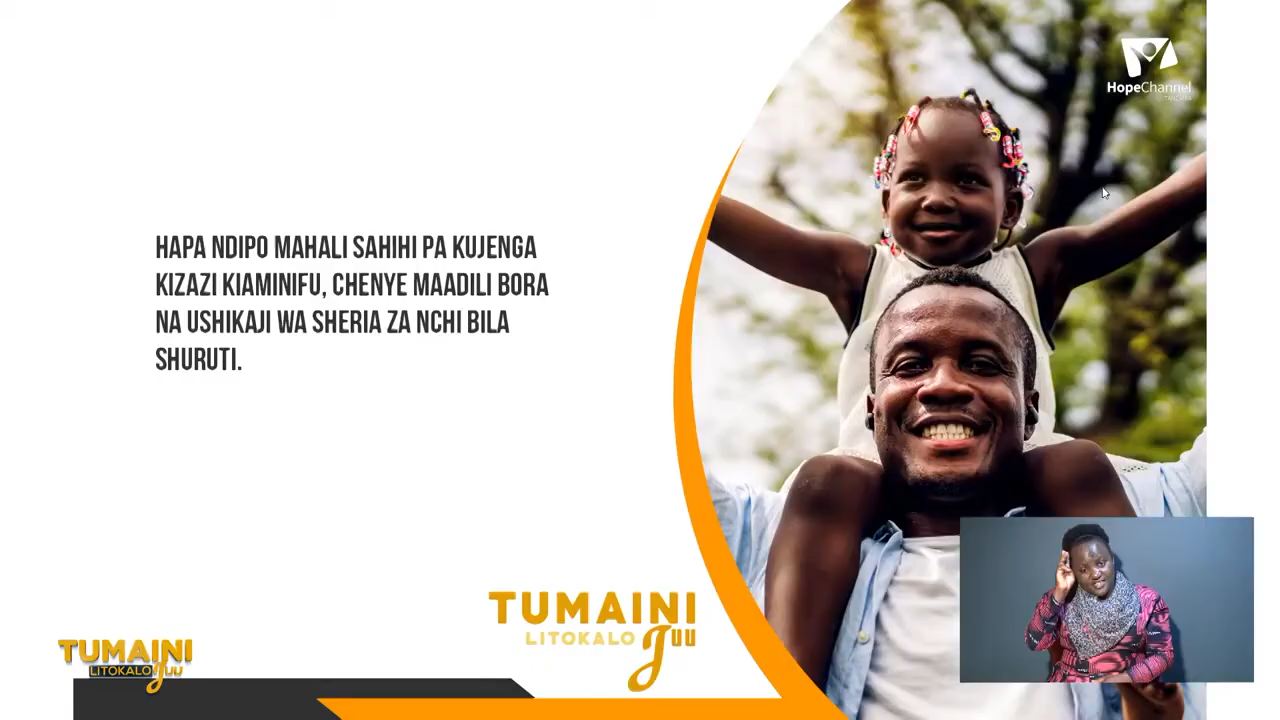 HopeChannel
HAPA NDIPO MAHALI SAHIHI PA KUJENGA
KIZAZI KIAMINIFU, CHENYE MAADILI BORA
NA USHIKAJI WA SHERIA ZA NCHI BILA
SHURUTI.
TUMAINI
LITOKALO Juu
TUMAINI
LITOKALO Juu